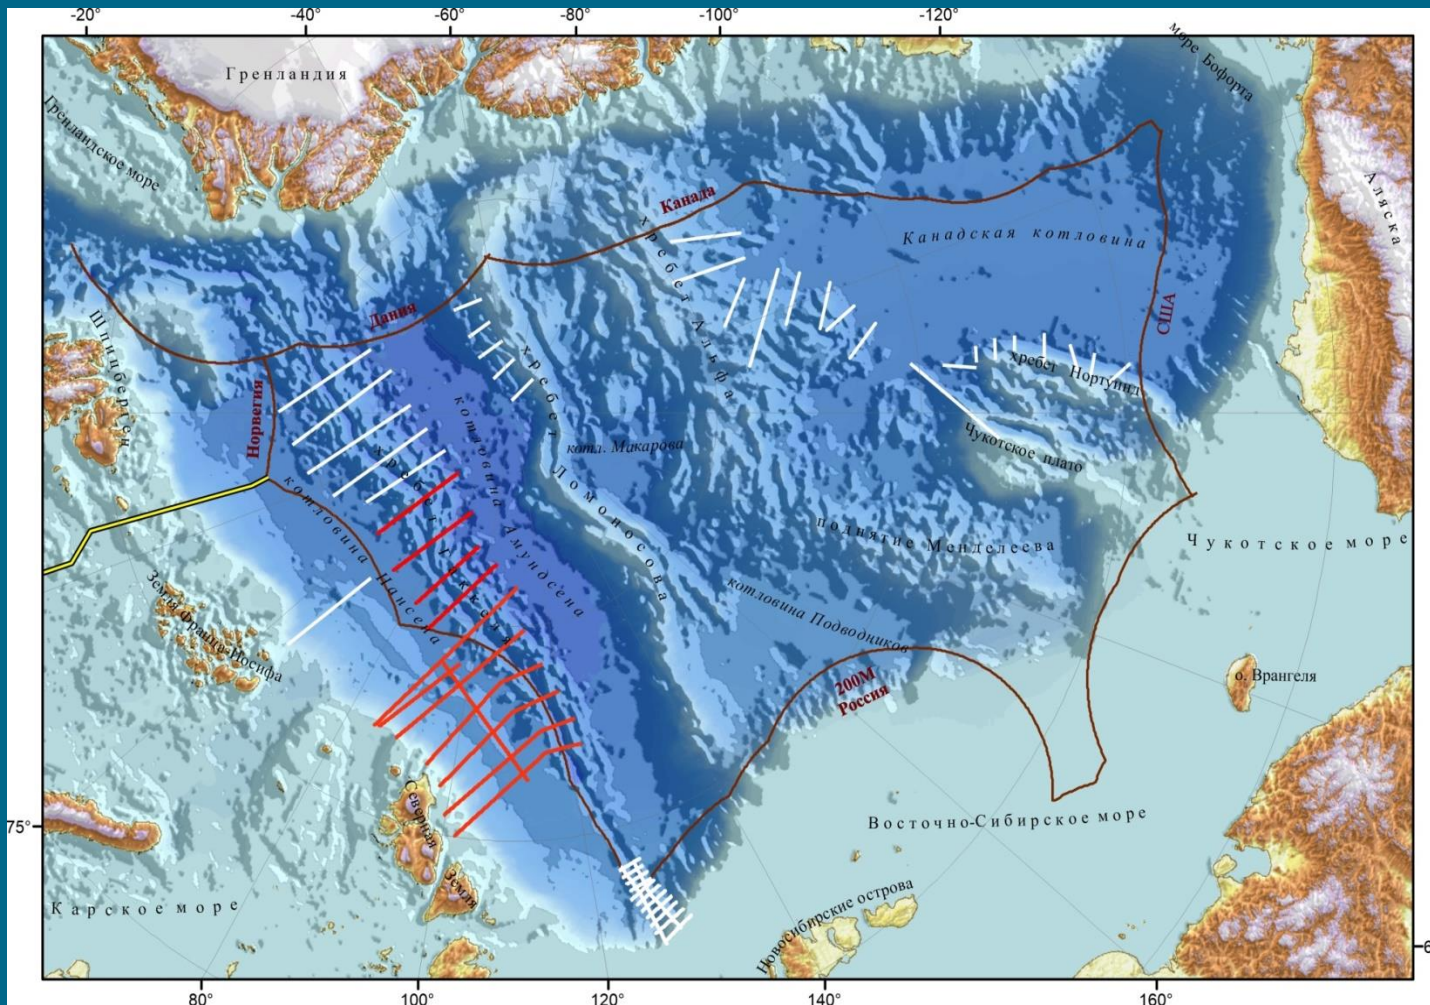 -20°
-40°
-60°
-80°
-100°
-120°
море Бофорта
Гренландия
Гренландское море
Аляска
Канада
хребет Альфа
Канадская котловина
Шпицберген
Дания
США
хребет Нортуинд
Норвегия
хребет Ломоносова
котл. Макарова
Чукотское плато
котловина Амундсена
хребет Гаккеля
котловина Нансена
поднятие Менделеева
Чукотское море
Земля Франца-Иосифа
котловина Подводников
200М
Россия
о. Врангеля
Северная
Земля
75°
Восточно-Сибирское море
Карское море
Новосибирские острова
6
80°
100°
120°
140°
160°